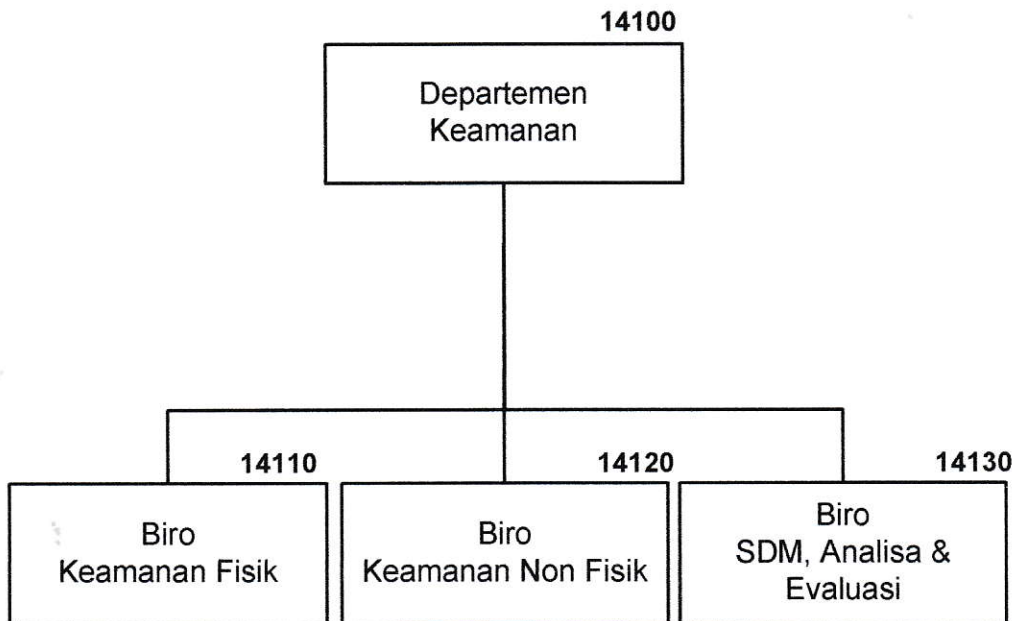 14100
Departemen
Keamanan
14110
Biro
Keamanan Fisik
14120
Biro
Keamanan Non Fisik
14130
Biro
SDM, Analisa &
Evaluasi